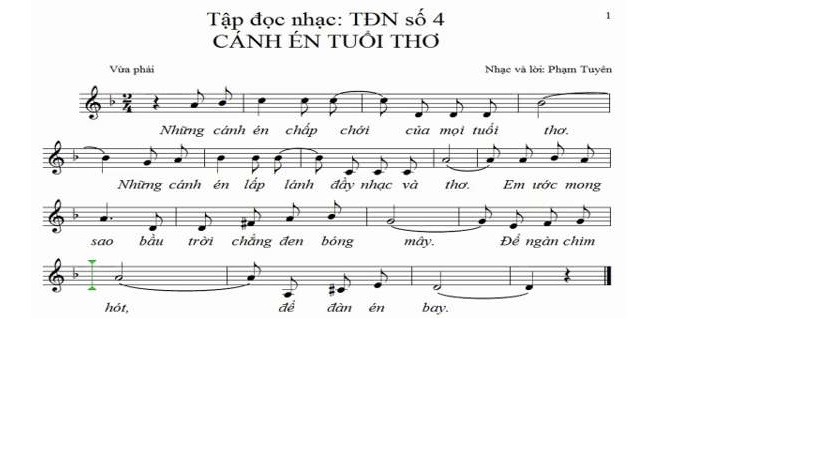 Tập đọc nhạc: TĐN số 4
1
CÁNH ÉN TUỔI THƠ
Vừa phải
Nhạc và lời: Phạm Tuyên
2
4
Những cánh én chấp chới của mọi tuổi thơ.
Những cánh én lấp lánh đầy nhạc và thơ. Em ước mong
sao bầu trời chẳng đen bóng mây. Để ngàn chim
hót, để đàn én bay.